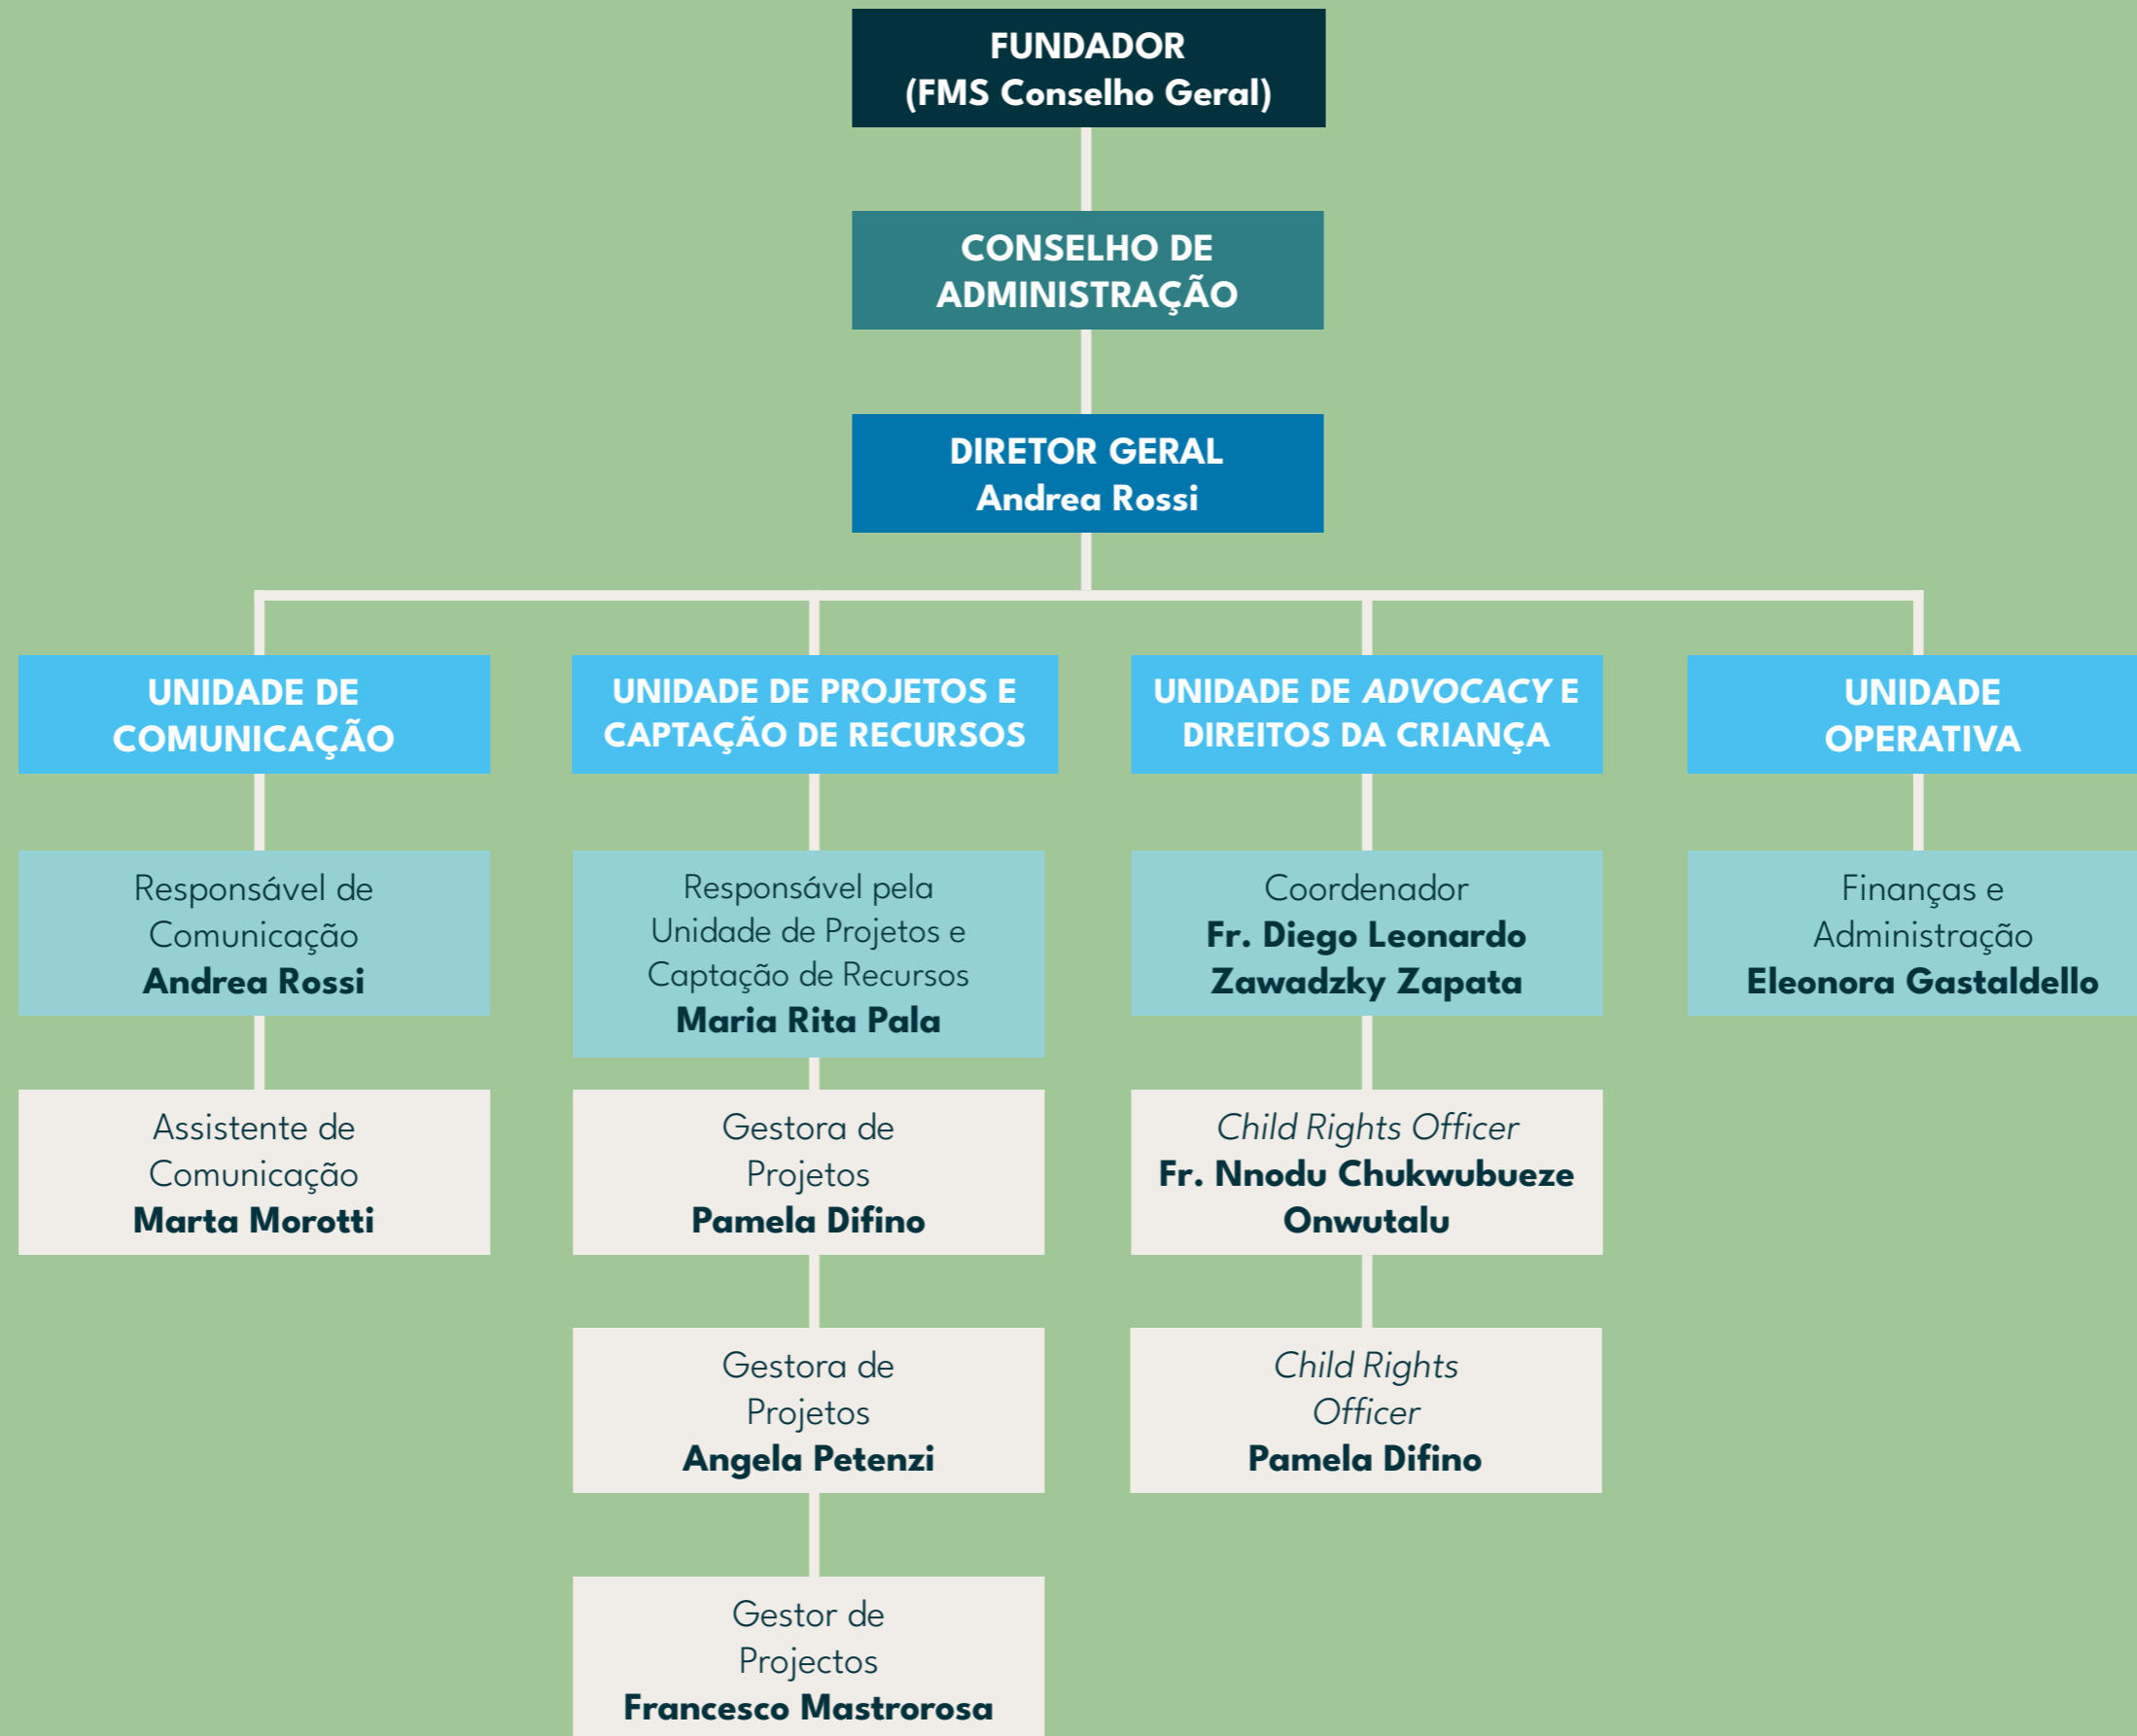 FUNDADOR
(FMS Conselho Geral)
CONSELHO DE
ADMINISTRAÇÃO
DIRETOR GERAL
Andrea Rossi
UNIDADE DE
COMUNICAÇÃO
Responsável de
Comunicação
Andrea Rossi
Assistente de
Comunicação
Marta Morotti
UNIDADE DE PROJETOS E
CAPTAÇÃO DE RECURSOS
Responsável pela
Unidade de Projetos e
Captação de Recursos
Maria Rita Pala
Gestora de
Projetos
Pamela Difino
Gestora de
Projetos
Angela Petenzi
Gestor de
Projectos
Francesco Mastrorosa
UNIDADE DE ADVOCACY E
DIREITOS DA CRIANÇA
Coordenador
Fr. Diego Leonardo
Zawadzky Zapata
Child Rights Officer
Fr. Nnodu Chukwubueze
Onwutalu
Child Rights
Officer
Pamela Difino
UNIDADE
OPERATIVA
Finanças e
Administração
Eleonora Gastaldello